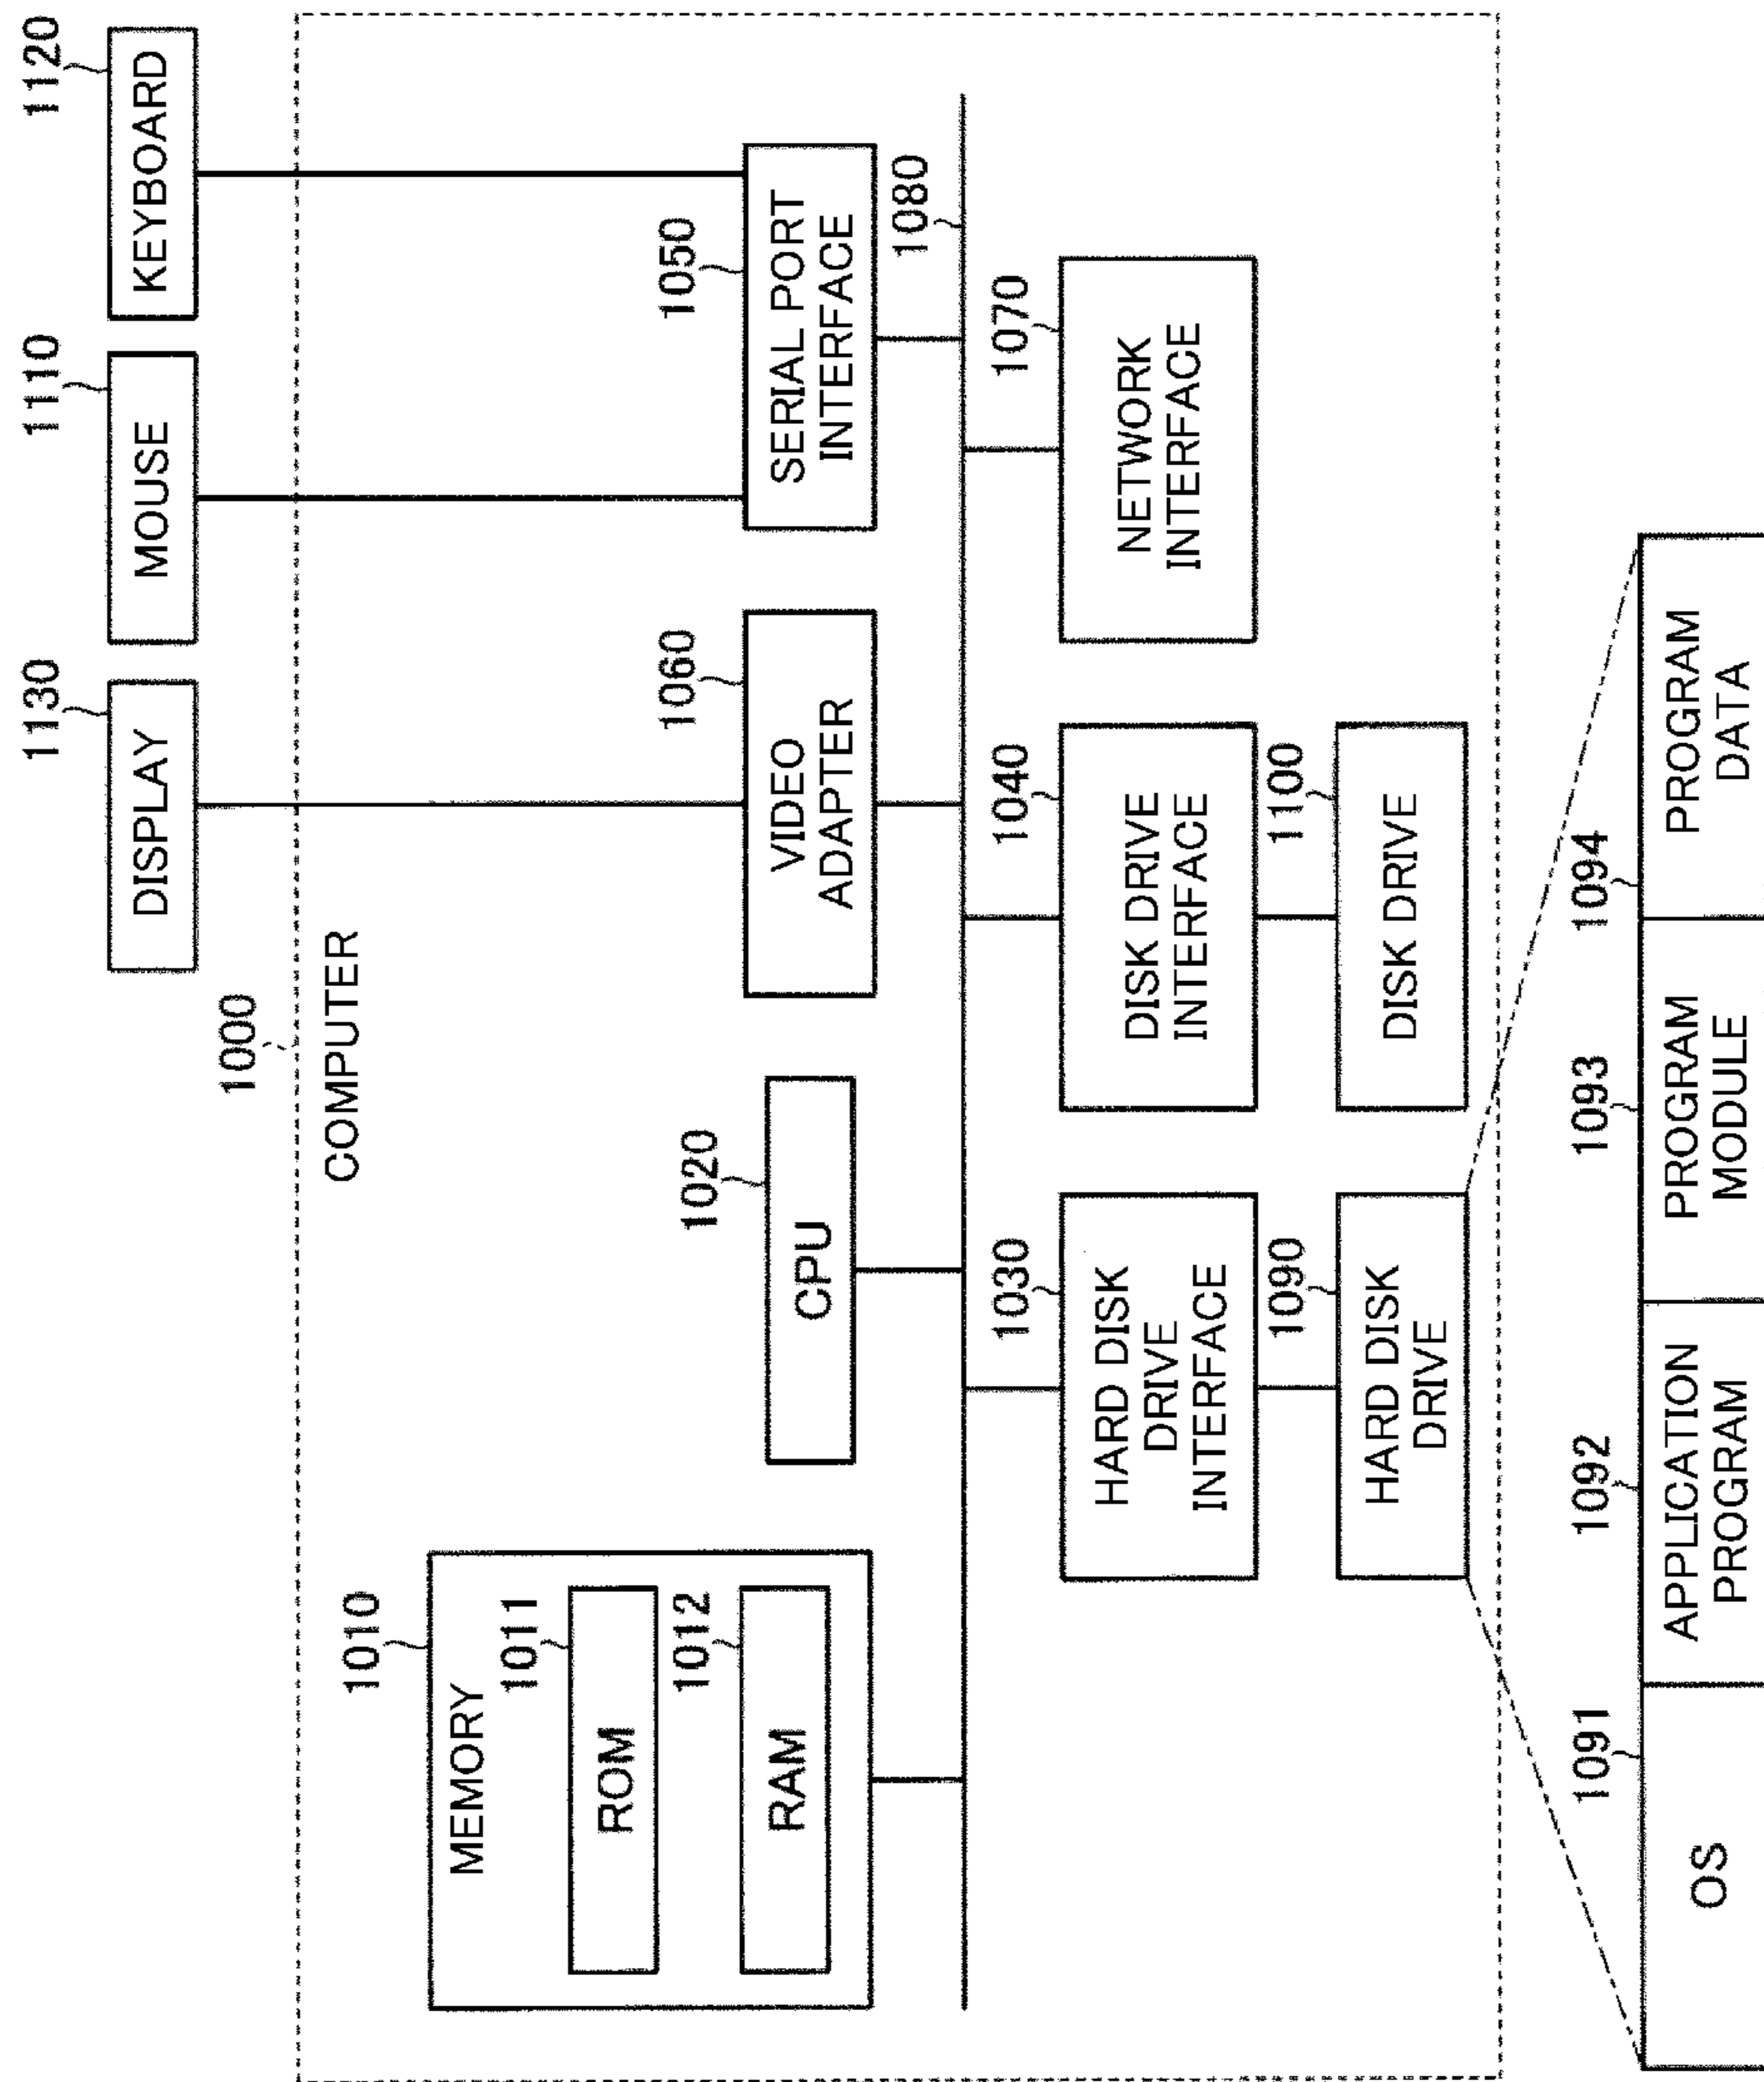 1130
DISPLAY
1110
MOUSE
1120
KEYBOARD
1000
COMPUTER
1010
MEMORY
1011
ROM
1012
RAM
1020
CPU
1060
VIDEO
ADAPTER
1050
SERIAL PORT
INTERFACE
1080
1030
HARD DISK
DRIVE
INTERFACE
1040
DISK DRIVE
INTERFACE
1070
NETWORK
INTERFACE
1090
HARD DISK
DRIVE
1100
DISK DRIVE
1091
OS
1092
APPLICATION
PROGRAM
1093
PROGRAM
MODULE
1094
PROGRAM
DATA